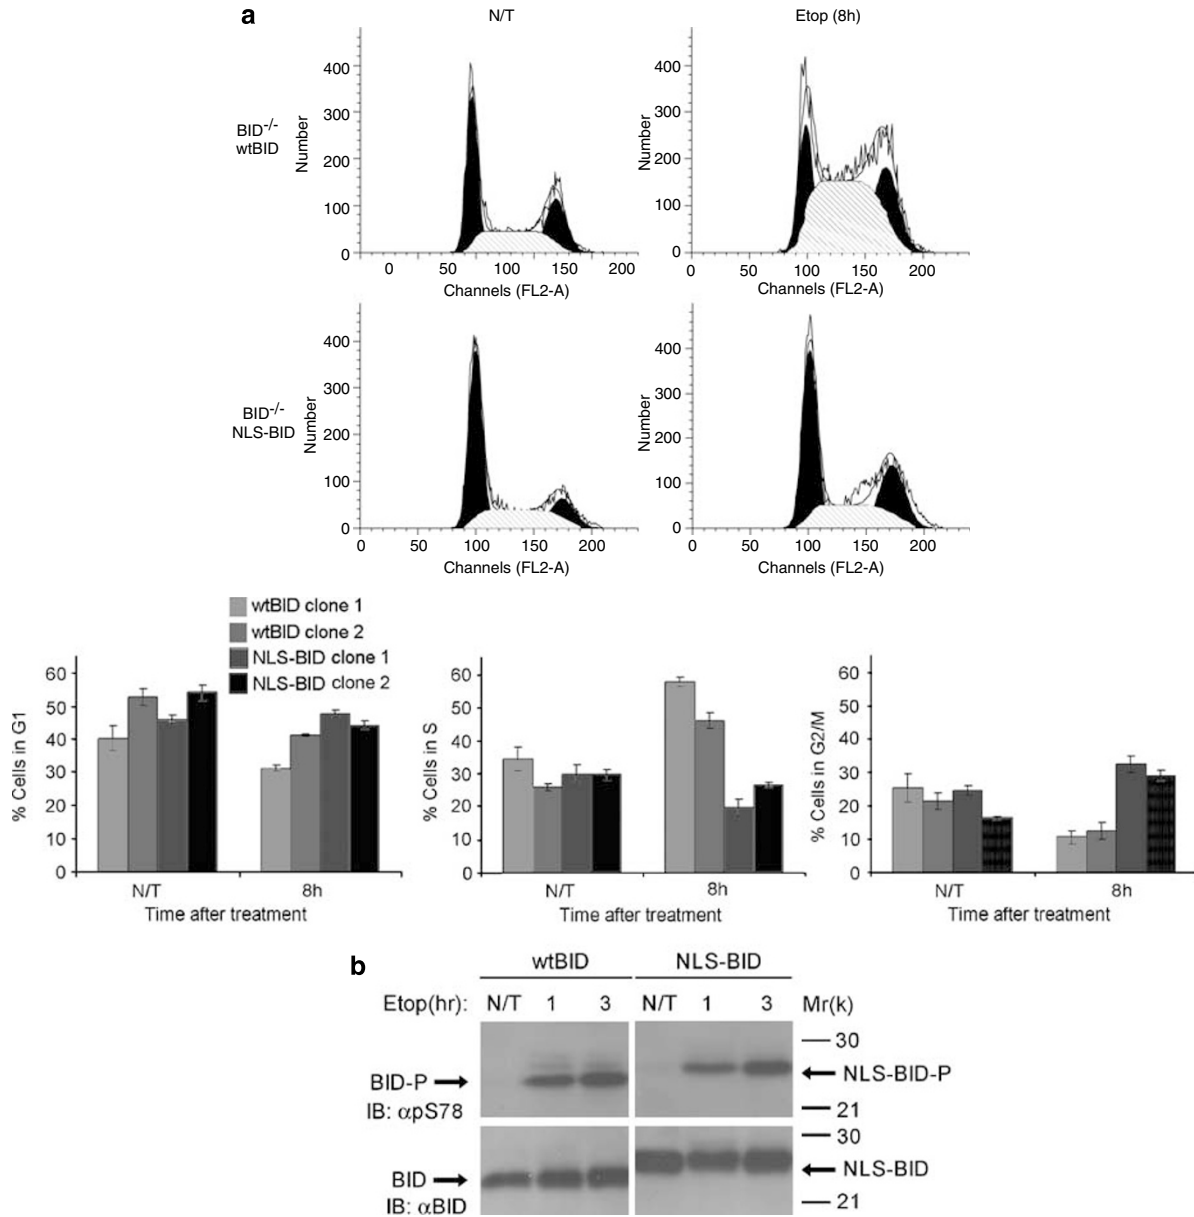 a
N/T
Etop (8h)
BID-/-
wtBID
Number
400
300
200
100
0
0 50 100 150 200
Channels (FL2-A)
Number
400
300
200
100
0
0 50 100 150 200
Channels (FL2-A)
BID-/-
NLS-BID
Number
400
300
200
100
0
0 50 100 150 200
Channels (FL2-A)
Number
400
300
200
100
0
0 50 100 150 200
Channels (FL2-A)
wtBID clone 1
wtBID clone 2
NLS-BID clone 1
NLS-BID clone 2
% Cells in G1
60
50
40
30
20
10
0
N/T 8h
Time after treatment
% Cells in S
60
50
40
30
20
10
0
N/T 8h
Time after treatment
% Cells in G2/M
60
50
40
30
20
10
0
N/T 8h
Time after treatment
b
wtBID NLS-BID
Etop(hr): N/T 1 3 N/T 1 3 Mr(k)
30
BID-P NLS-BID-P
IB: αpS78 21
30
BID NLS-BID
IB: αBID 21